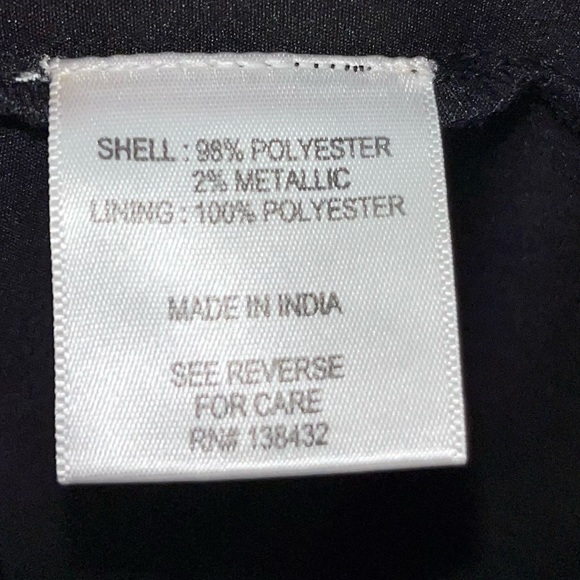 SHELL : 98% POLYESTER
2% METALLIC
LINING : 100% POLYESTER
MADE IN INDIA
SEE REVERSE
FOR CARE
RN# 138432